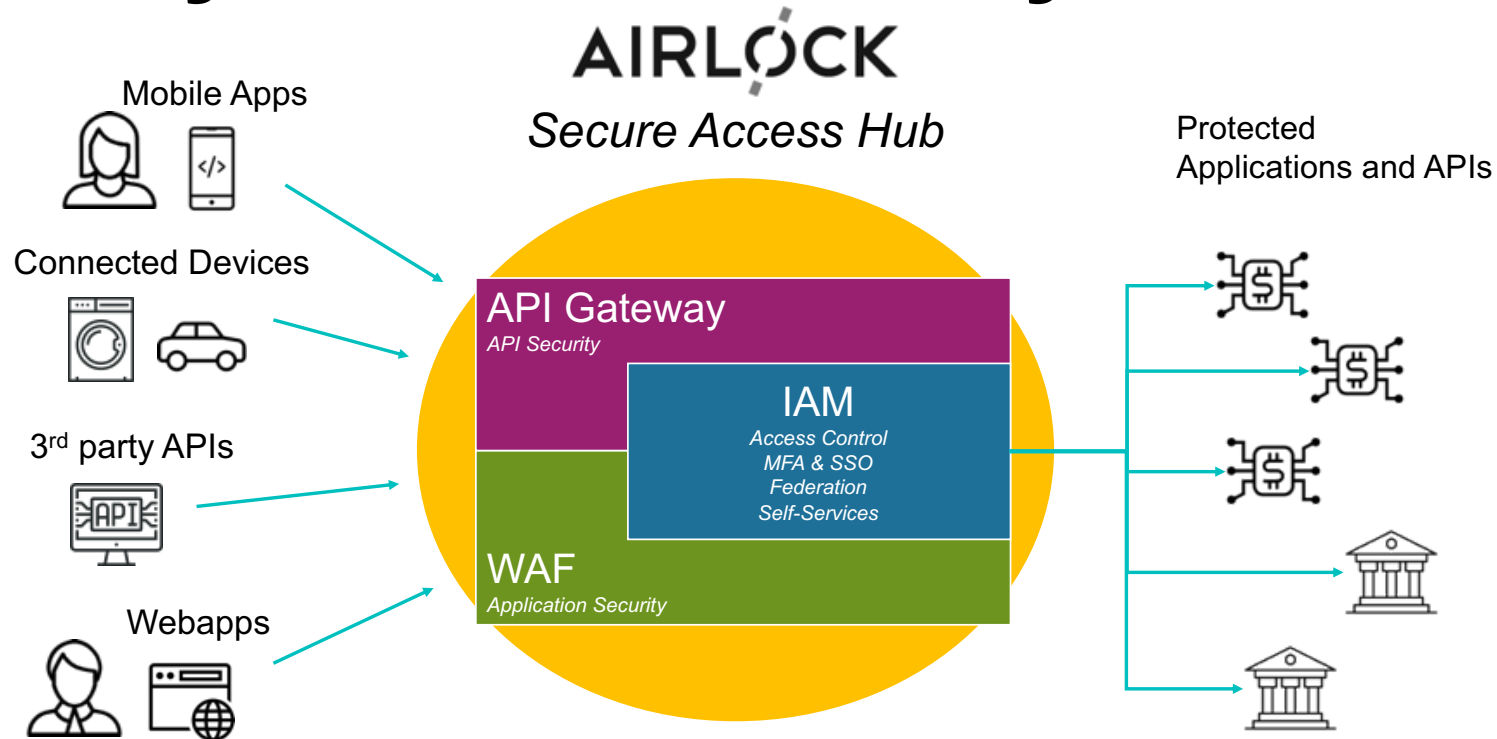 AIRLOCK
Secure Access Hub
Mobile Apps
</>
Connected Devices
3rd party APIs
API
Webapps
API Gateway
API Security
IAM
Access Control
MFA & SSO
Federation
Self-Services
WAF
Application Security
Protected
Applications and APIs
$
$
$